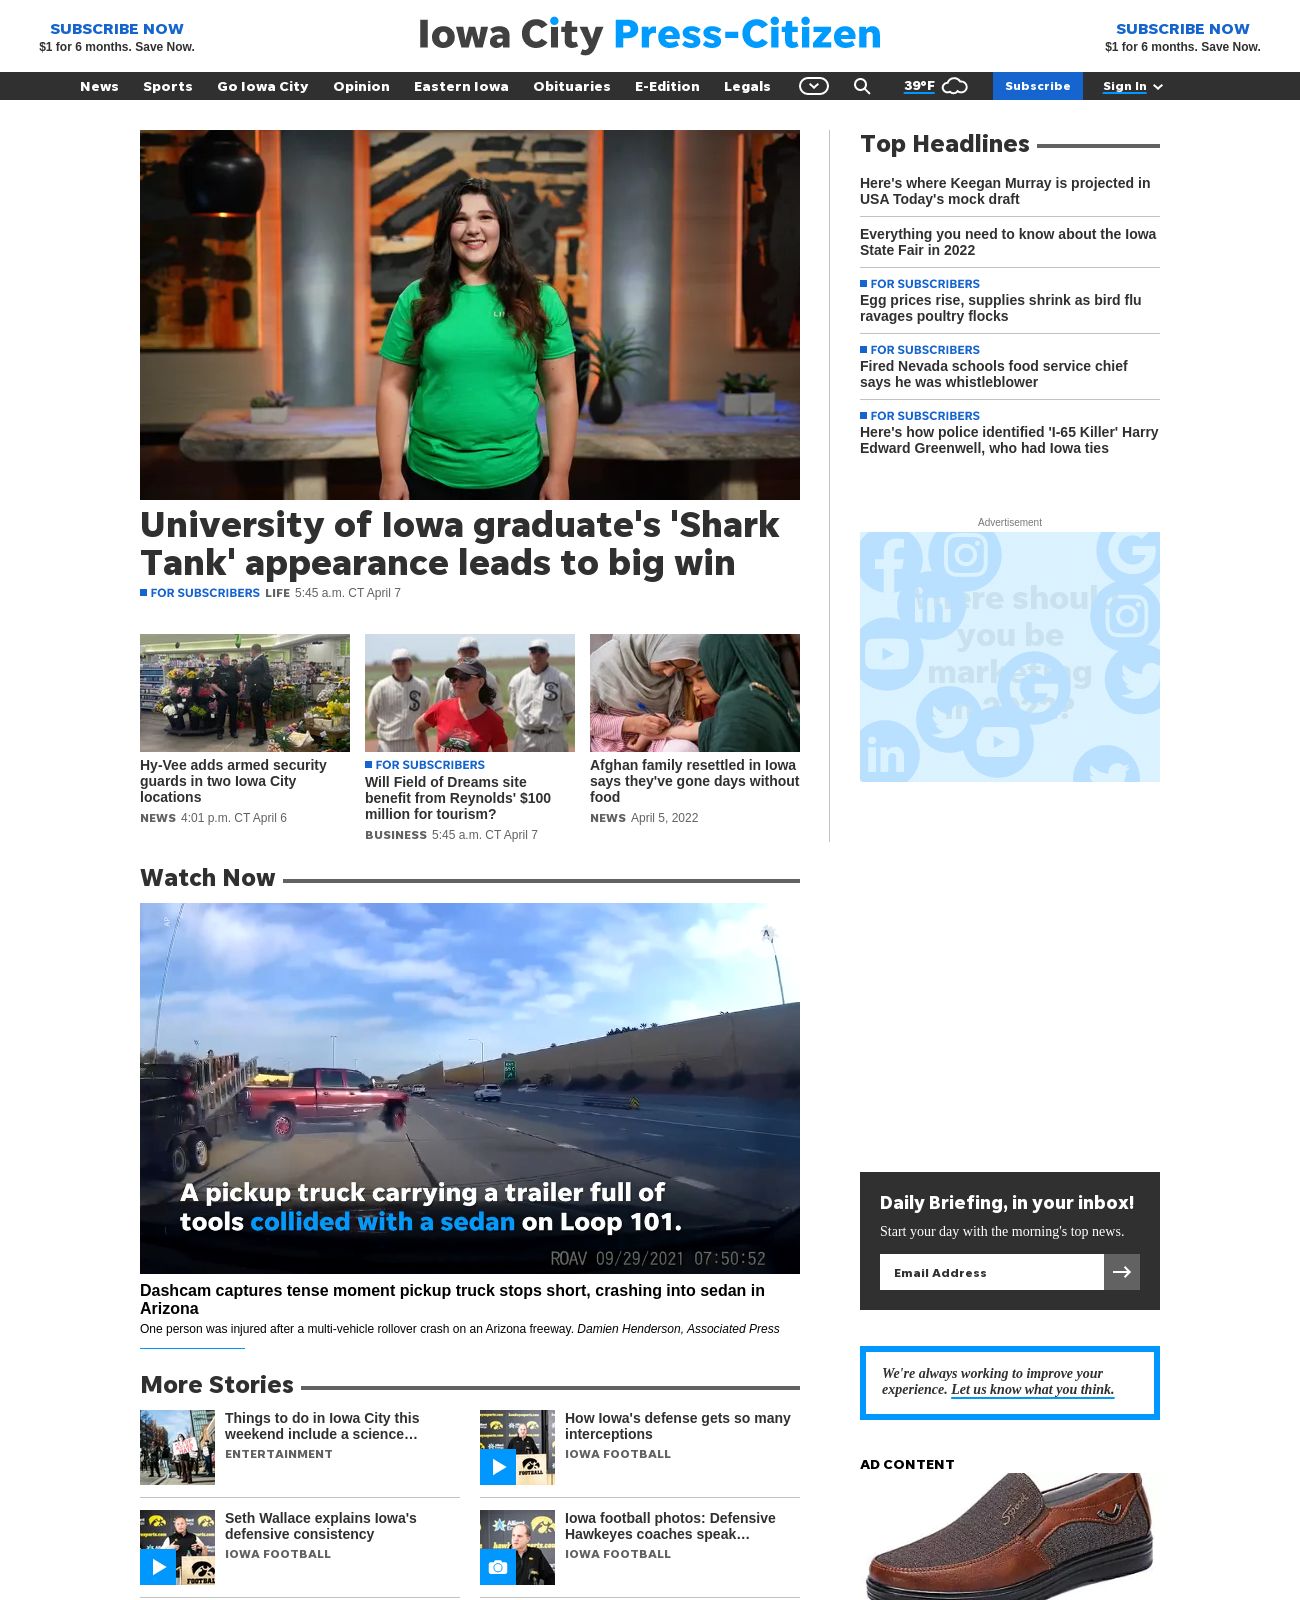 SUBSCRIBE NOW
$1 for 6 months. Save Now.
Iowa City Press-Citizen
SUBSCRIBE NOW
$1 for 6 months. Save Now.
News Sports Go Iowa City Opinion Eastern Iowa Obituaries E-Edition Legals 39°F Subscribe Sign In
University of Iowa graduate's 'Shark
Tank' appearance leads to big win
FOR SUBSCRIBERS LIFE 5:45 a.m. CT April 7
Hy-Vee adds armed security
guards in two Iowa City
locations
NEWS 4:01 p.m. CT April 6
FOR SUBSCRIBERS
Will Field of Dreams site
benefit from Reynolds' $100
million for tourism?
BUSINESS 5:45 a.m. CT April 7
Afghan family resettled in Iowa
says they've gone days without
food
NEWS April 5, 2022
Top Headlines
Here's where Keegan Murray is projected in
USA Today's mock draft
Everything you need to know about the Iowa
State Fair in 2022
FOR SUBSCRIBERS
Egg prices rise, supplies shrink as bird flu
ravages poultry flocks
FOR SUBSCRIBERS
Fired Nevada schools food service chief
says he was whistleblower
FOR SUBSCRIBERS
Here's how police identified 'I-65 Killer' Harry
Edward Greenwell, who had Iowa ties
Advertisement
you be
Watch Now
AP
A pickup truck carrying a trailer full of
tools collided with a sedan on Loop 101.
ROAV 09/29/2021 07:50:52
Dashcam captures tense moment pickup truck stops short, crashing into sedan in
Arizona
One person was injured after a multi-vehicle rollover crash on an Arizona freeway. Damien Henderson, Associated Press
More Stories
Things to do in Iowa City this
weekend include a science…
ENTERTAINMENT
How Iowa's defense gets so many
interceptions
IOWA FOOTBALL
Seth Wallace explains Iowa's
defensive consistency
IOWA FOOTBALL
Iowa football photos: Defensive
Hawkeyes coaches speak…
IOWA FOOTBALL
Daily Briefing, in your inbox!
Start your day with the morning's top news.
Email Address
We're always working to improve your
experience. Let us know what you think.
AD CONTENT